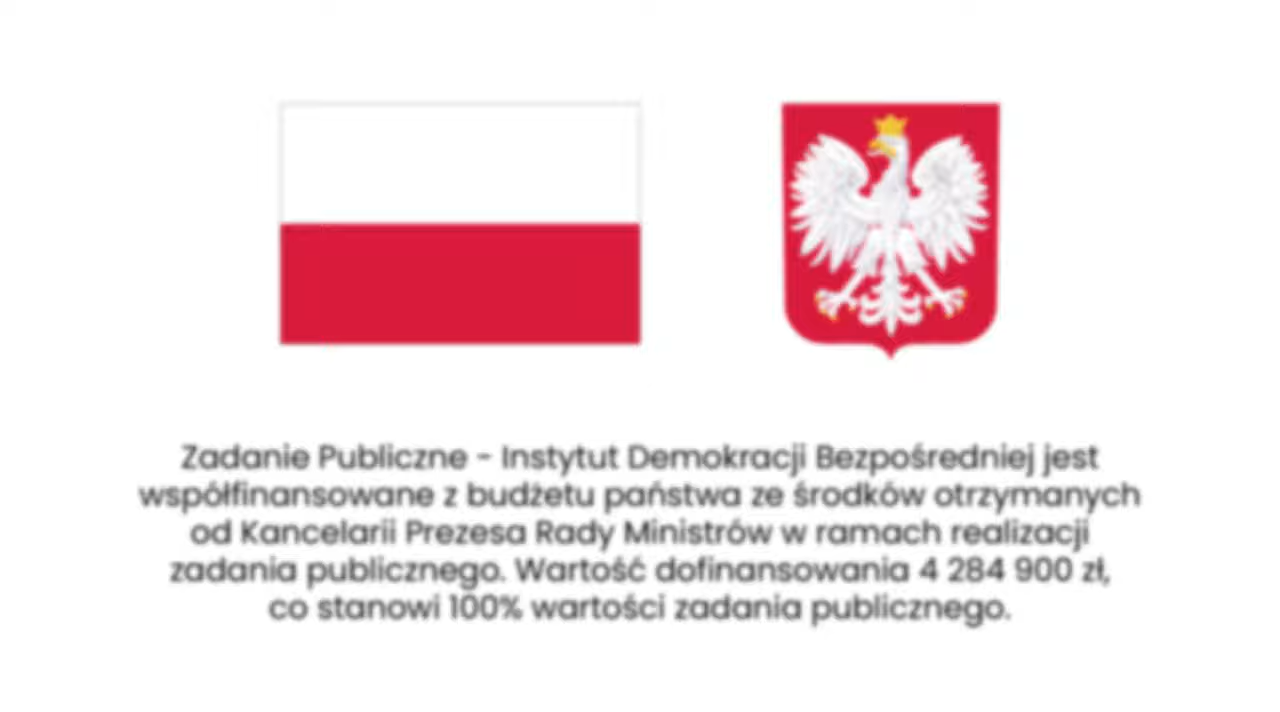 Zadanie Publiczne - Instytut Demokracji Bezpośredniej jest
współfinansowane z budżetu państwa ze środków otrzymanych
od Kancelarii Prezesa Rady Ministrów w ramach realizacji
zadania publicznego. Wartość dofinansowania 4 284 900 zł,
co stanowi 100% wartości zadania publicznego.